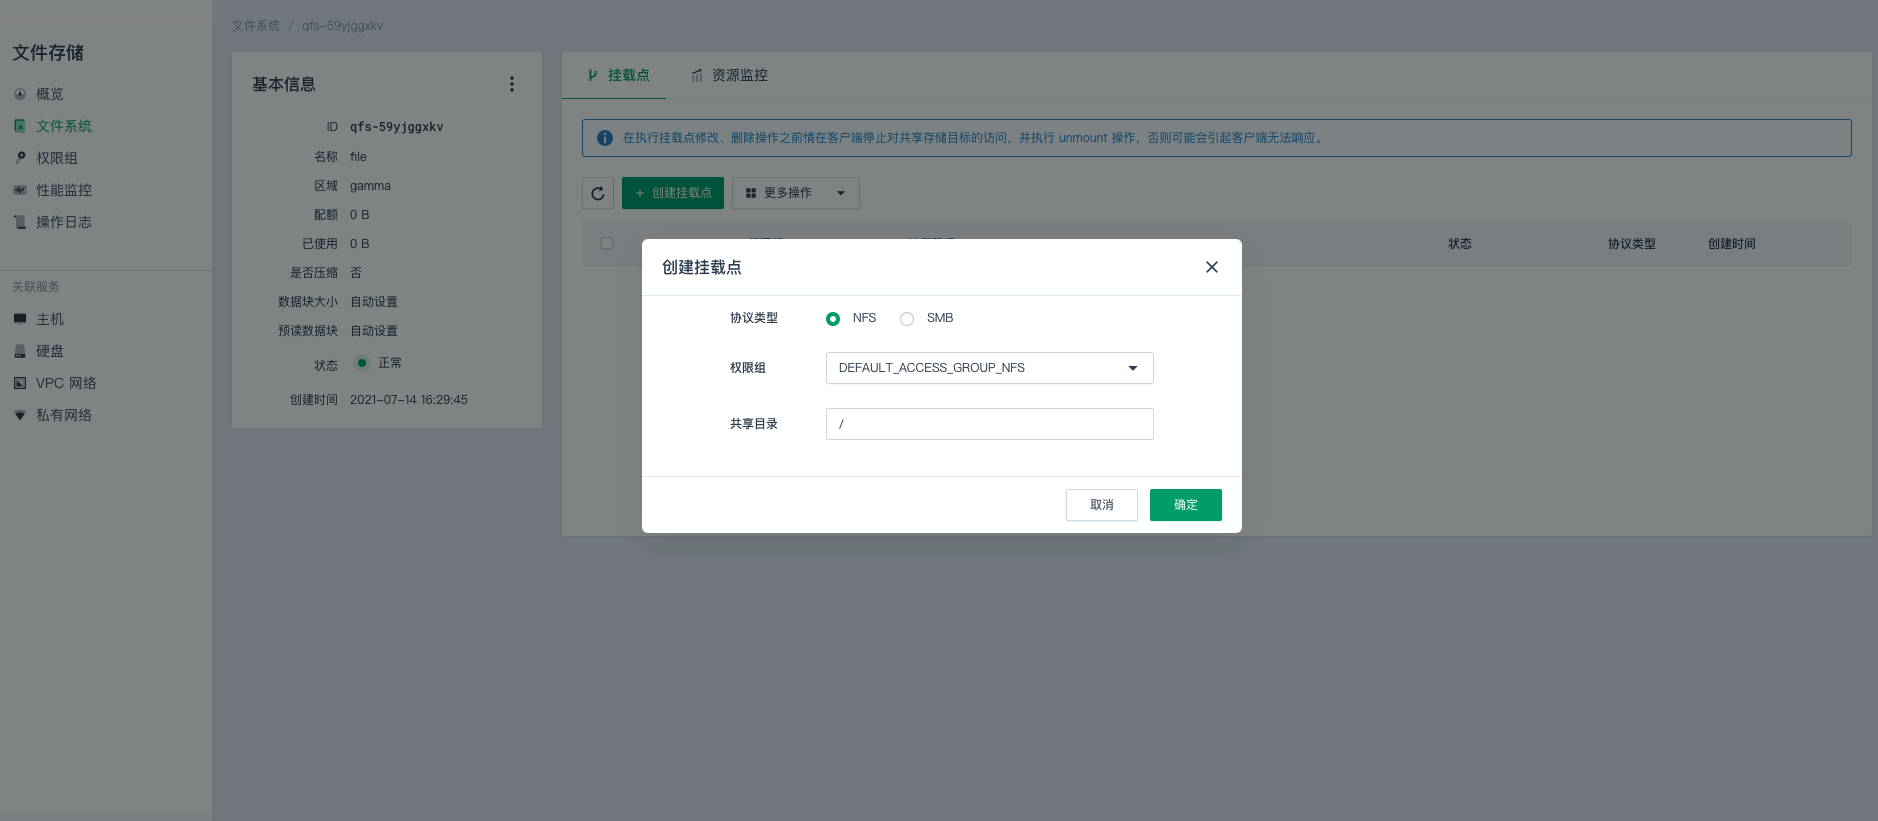 文件系统 / qfs-59yjggxkv
文件存储
概览
文件系统
权限组
性能监控
操作日志
关联服务
主机
硬盘
VPC 网络
私有网络
基本信息
ID qfs-59yjggxkv
名称 file
区域 gamma
配额 0 B
已使用 0 B
是否压缩 否
数据块大小 自动设置
预读数据块 自动设置
状态 正常
创建时间 2021-07-14 16:29:45
挂载点 资源监控
在执行挂载点修改、删除操作之前情在客户端停止对共享存储目标的访问，并执行 unmount 操作，否则可能会引起客户端无法响应。
+ 创建挂载点 更多操作
状态 协议类型 创建时间
创建挂载点
协议类型 NFS SMB
权限组 DEFAULT_ACCESS_GROUP_NFS
共享目录 /
取消 确定